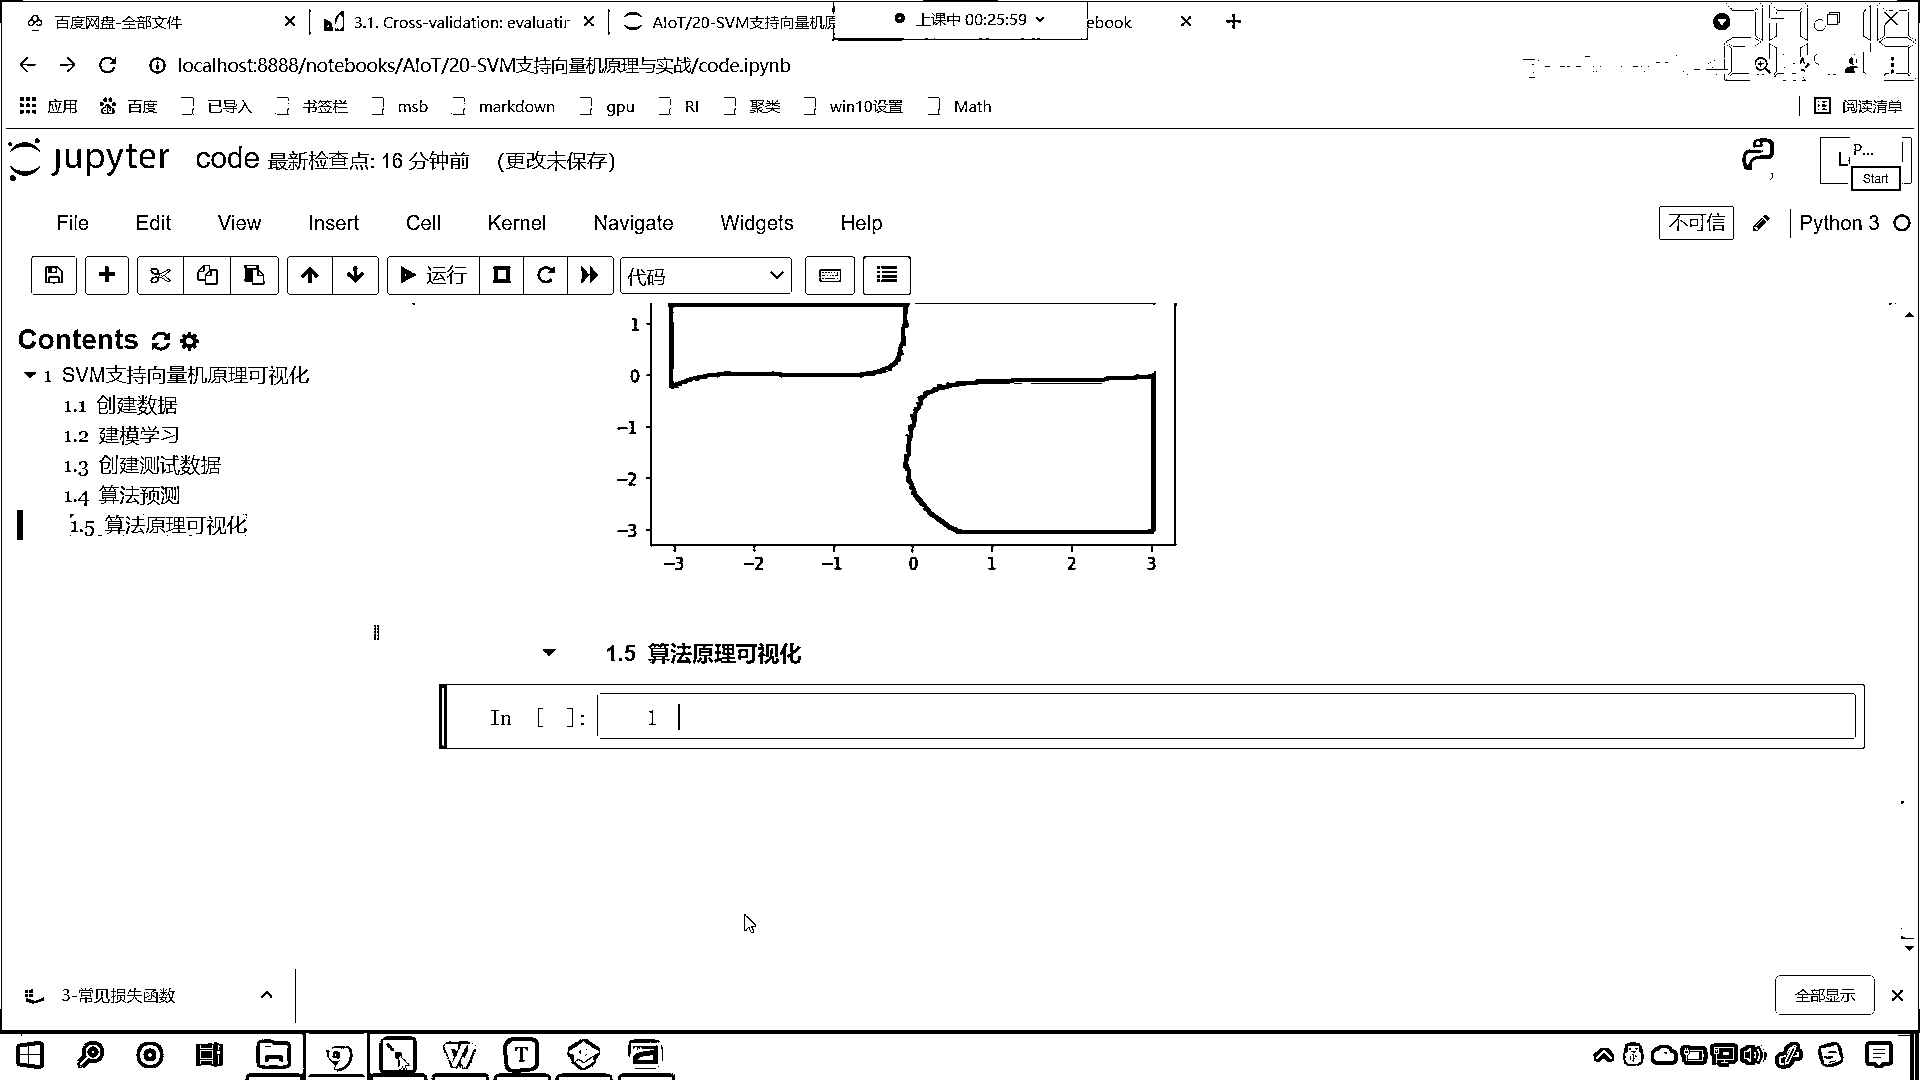 百度网盘-全部文件
3.1. Cross-validation: evaluatin
AIoT/20-SVM支持向量机原
上课中 00:25:59
ebook
localhost:8888/notebooks/AIoT/20-SVM支持向量机原理与实战/code.ipynb
应用 百度 已导入 书签栏 msb markdown gpu RI 聚类 win10设置 Math 阅读清单
jupyter code 最新检查点: 16 分钟前 (更改未保存)
P...
Start
File Edit View Insert Cell Kernel Navigate Widgets Help 不可信 Python 3
运行 代码
Contents
1 SVM支持向量机原理可视化
1.1 创建数据
1.2 建模学习
1.3 创建测试数据
1.4 算法预测
1.5 算法原理可视化
1
0
−1
−2
−3
−3 −2 −1 0 1 2 3
1.5 算法原理可视化
In [ ]: 1
3-常见损失函数
全部显示